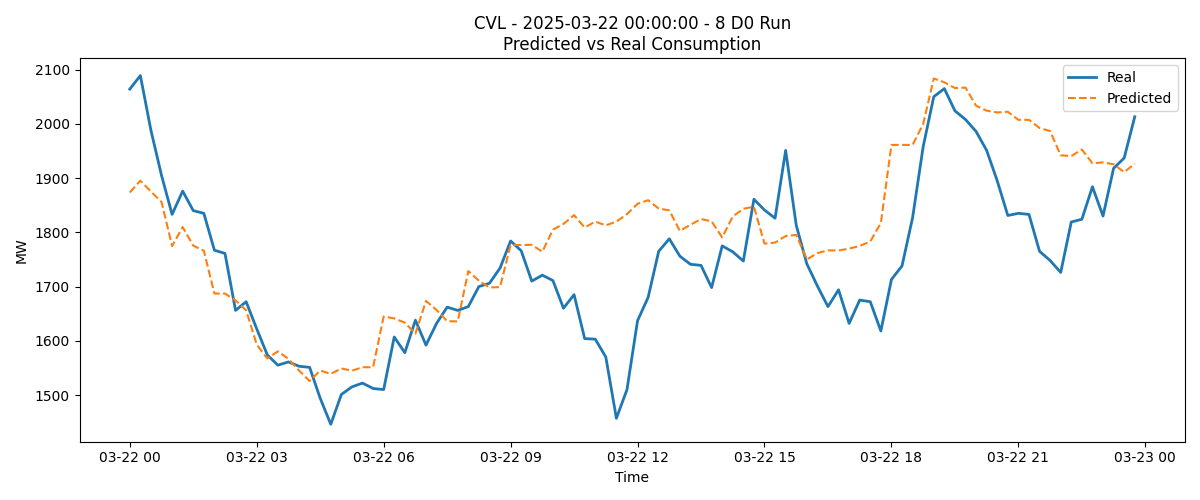 CVL - 2025-03-22 00:00:00 - 8 D0 Run
Predicted vs Real Consumption
Real
Predicted
MW
2100
2000
1900
1800
1700
1600
1500
03-22 00
03-22 03
03-22 06
03-22 09
03-22 12
03-22 15
03-22 18
03-22 21
03-23 00
Time